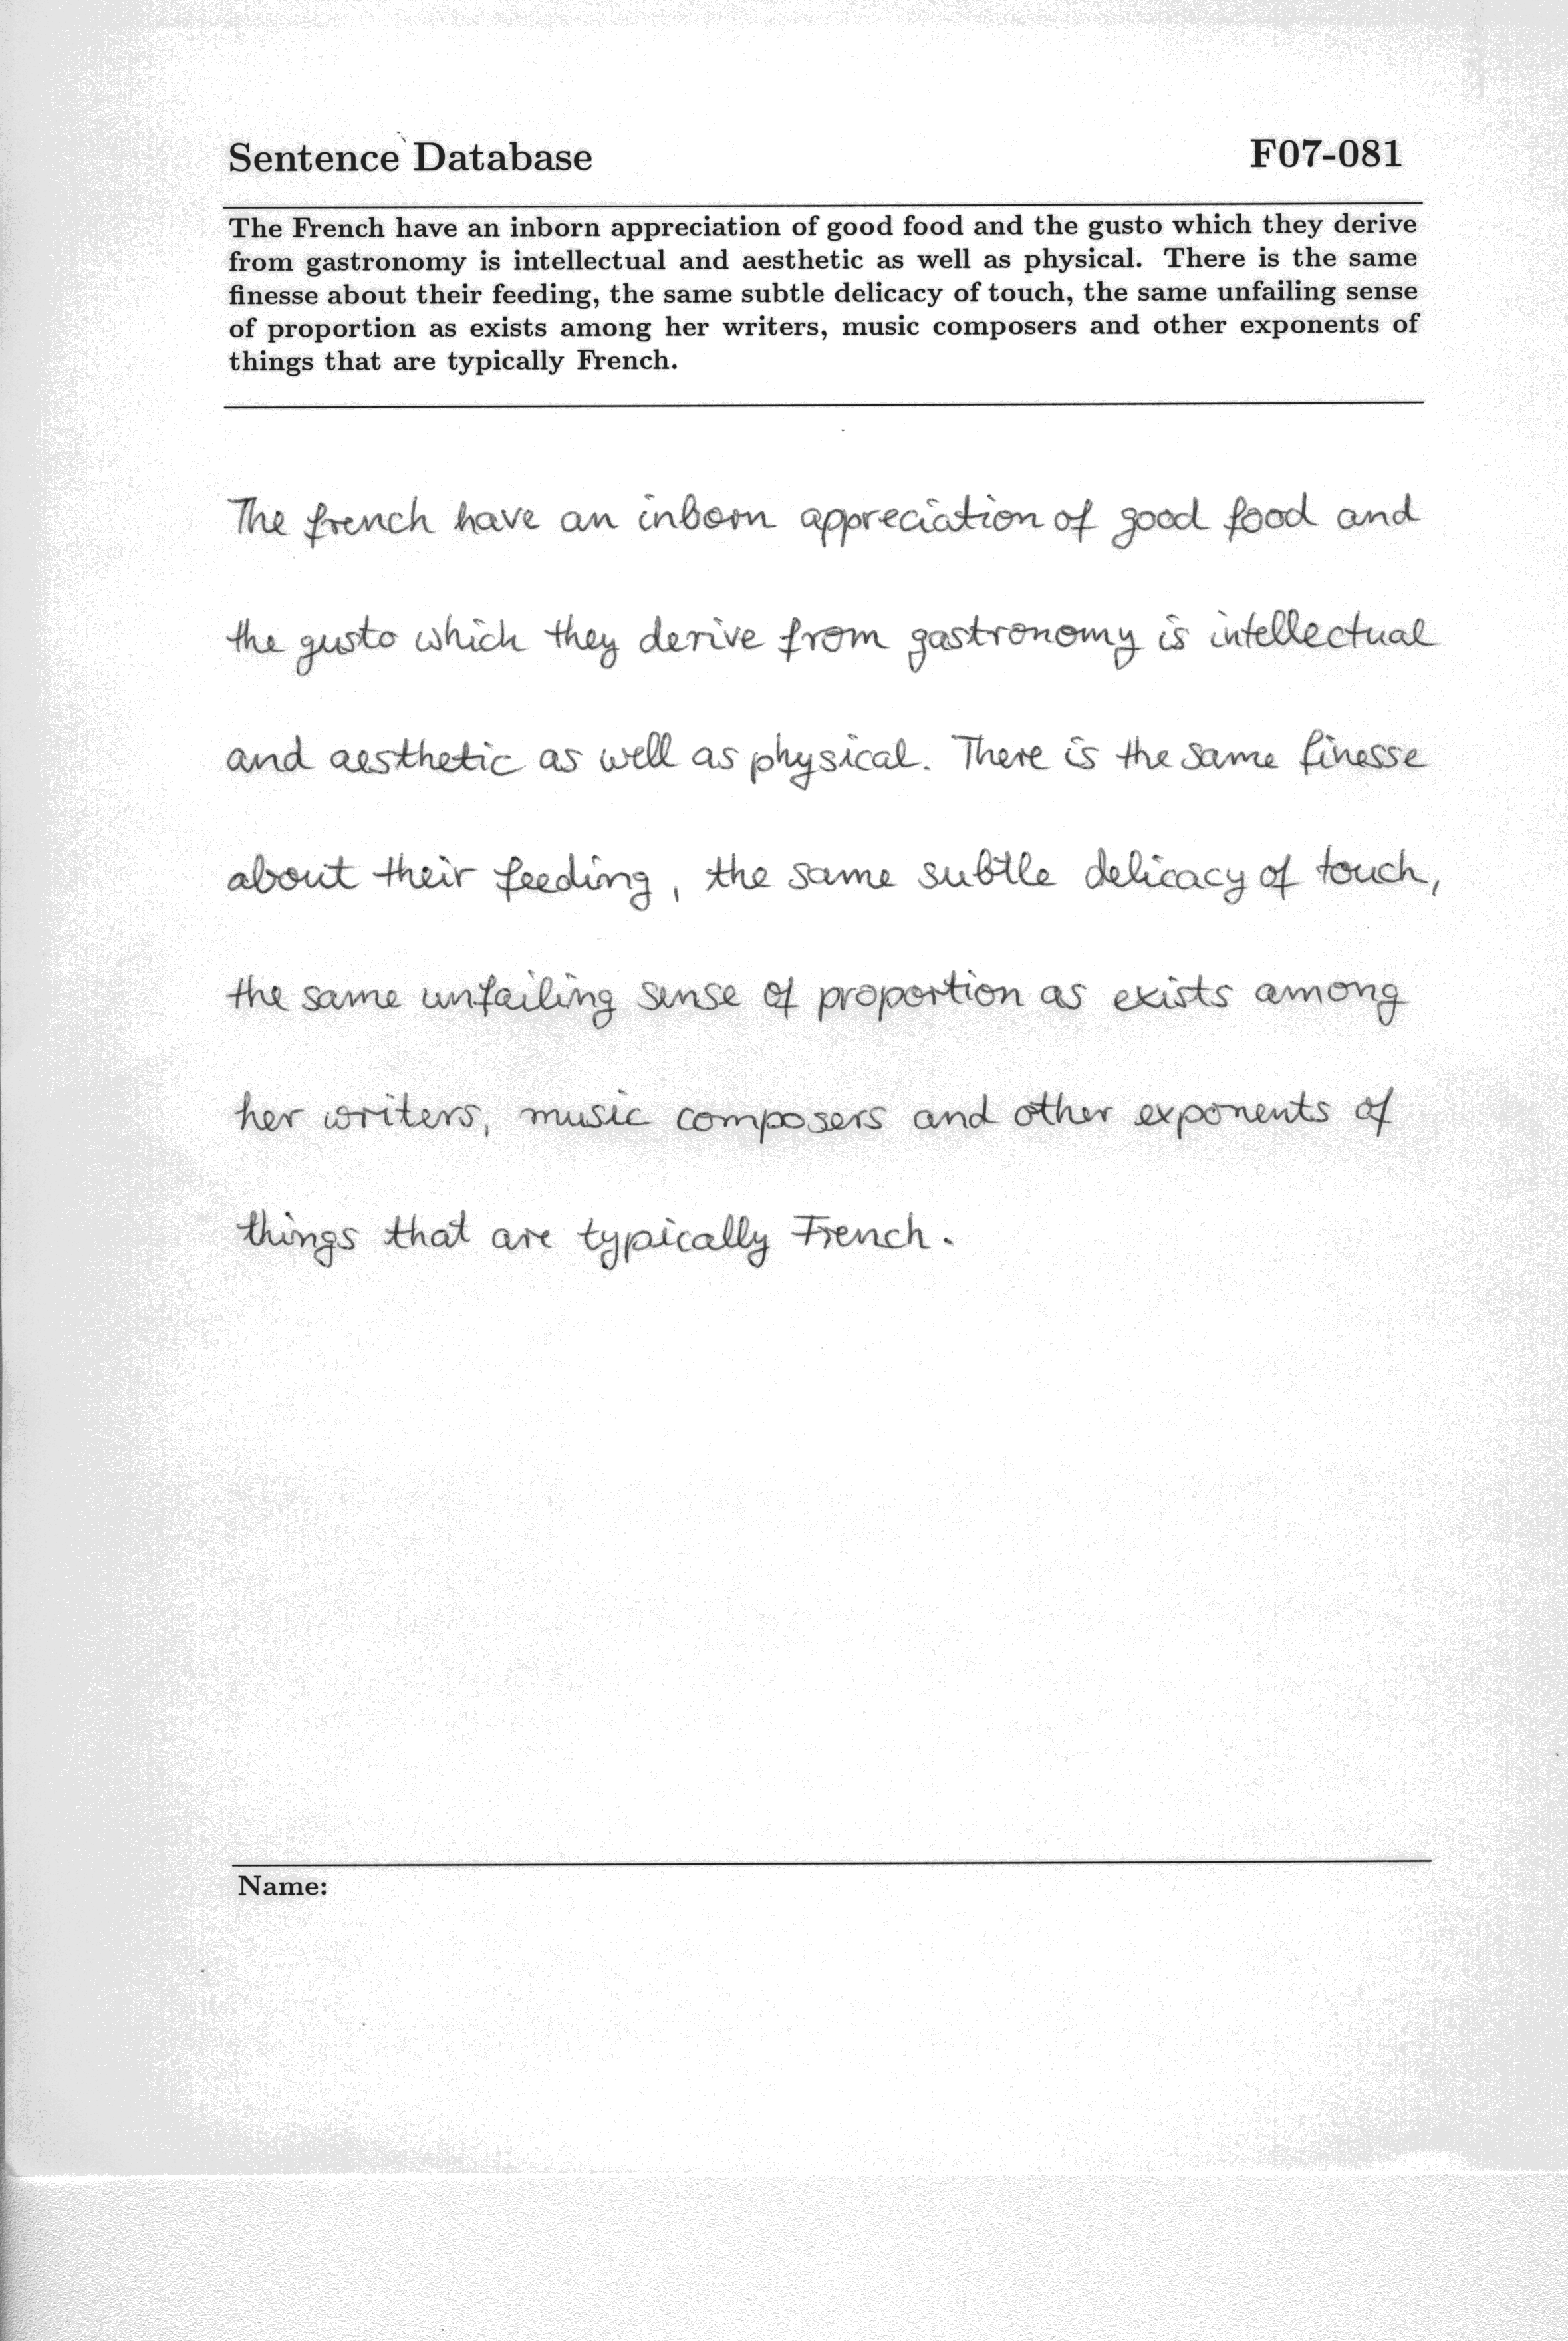 Sentence Database F07-081
The French have an inborn appreciation of good food and the gusto which they derive
from gastronomy is intellectual and aesthetic as well as physical. There is the same
finesse about their feeding, the same subtle delicacy of touch, the same unfailing sense
of proportion as exists among her writers, music composers and other exponents of
things that are typically French.
The french have an inborn appreciation of good food and
the gusto which they derive from gastronomy is intellectual
and aesthetic as well as physical. There is the same finesse
about their feeding, the same subtle delicacy of touch,
the same unfailing sense of proportion as exists among
her writers, music composers and other exponents of
things that are typically French.
Name: